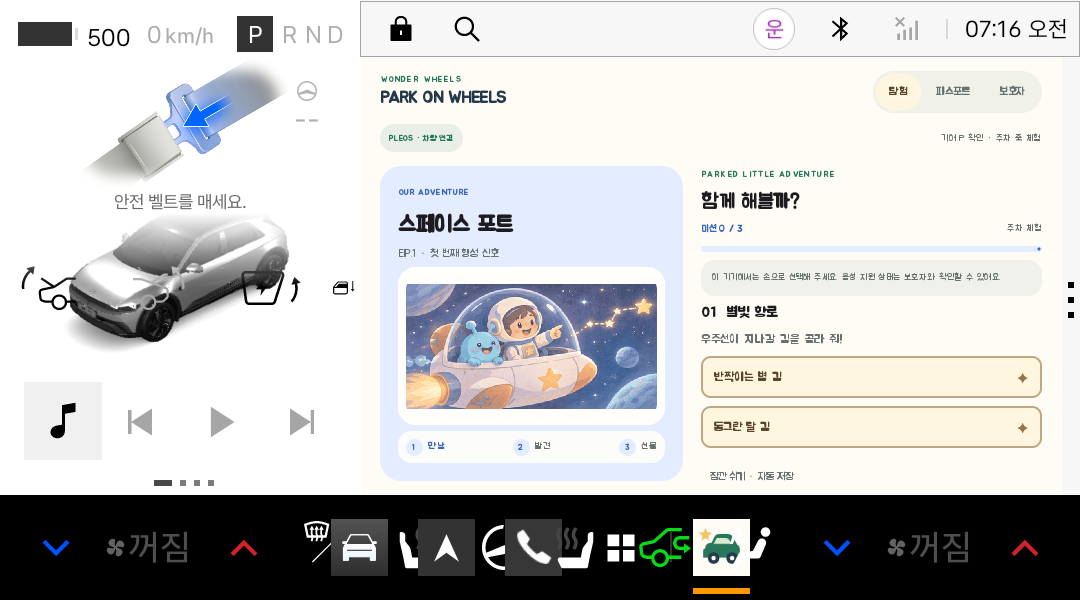 500 0 km/h P R N D
안전 벨트를 매세요.
운
07:16 오전
WONDER WHEELS
PARK ON WHEELS
탐험 패스포트 보호자
PLEOS · 차량 연결
기어 P 확인 · 주차 중 체험
OUR ADVENTURE
스페이스 포트
EP.1 · 첫 번째 행성 신호
1 만남
2 발견
3 선물
PARKED LITTLE ADVENTURE
함께 해볼까?
미션 0 / 3
주차 체험
이 기기에서는 손으로 선택해 주세요. 음성 지원 상태는 보호자와 확인할 수 있어요.
01 별빛 항로
우주선이 지나갈 길을 골라 줘!
반짝이는 별 길
동그란 달 길
잠깐 쉬기 · 자동 저장
꺼짐
꺼짐